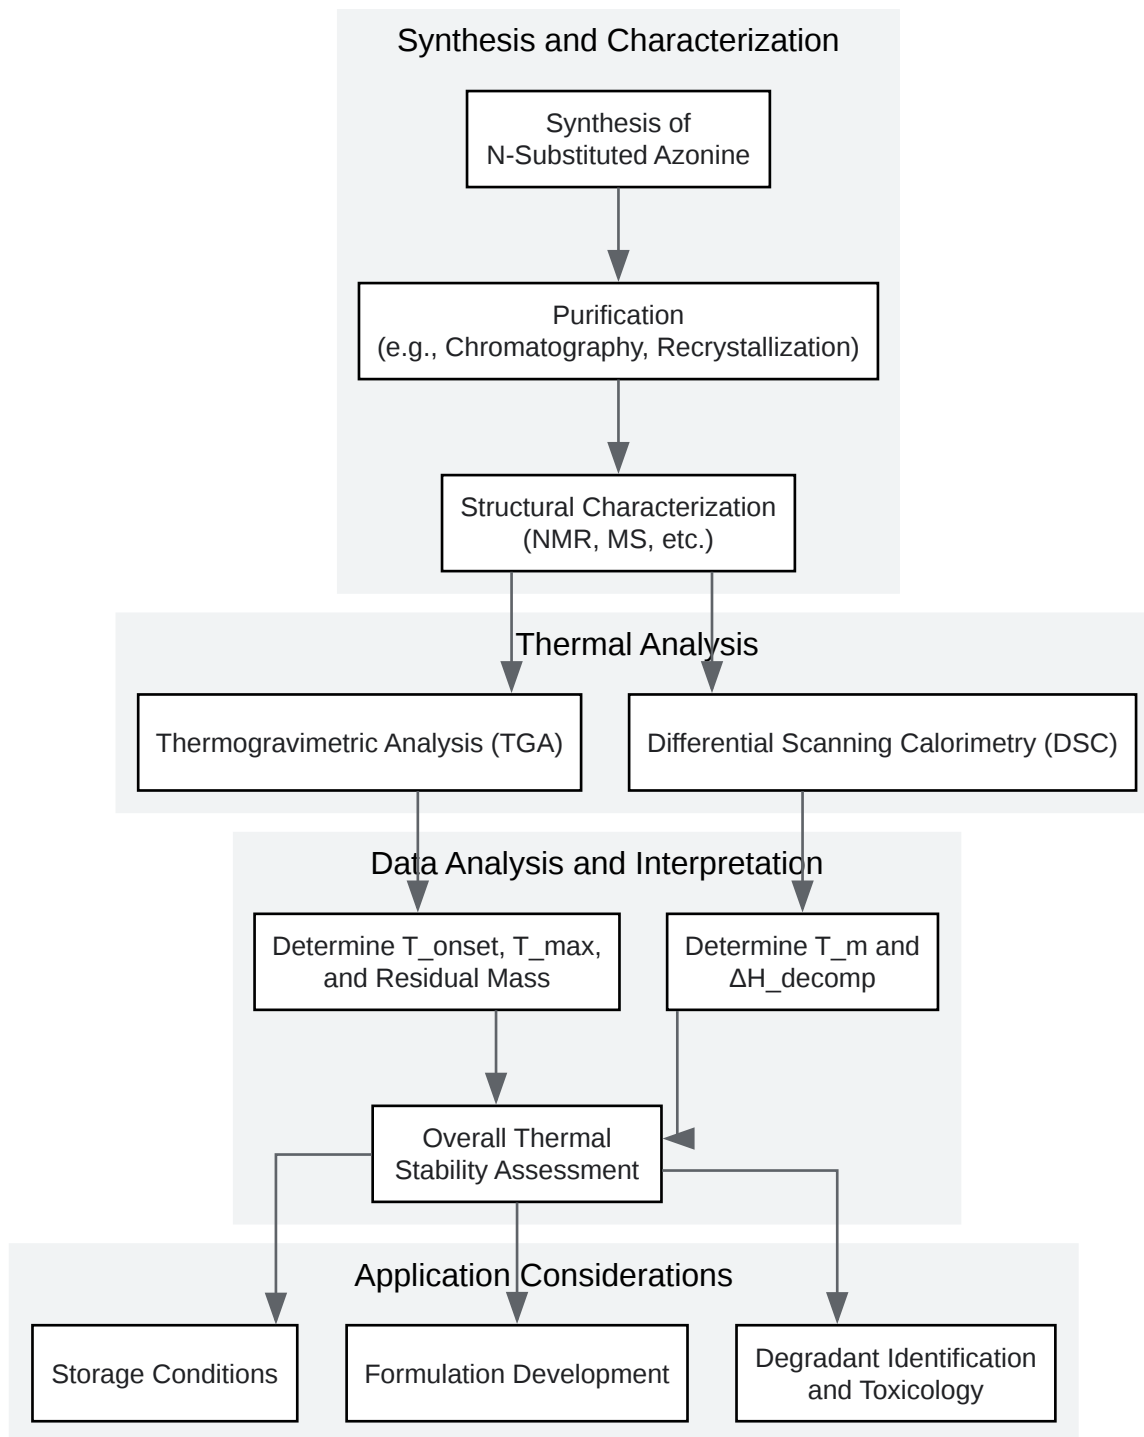 Synthesis and Characterization
Synthesis of
N-Substituted Azonine
Purification
(e.g., Chromatography, Recrystallization)
Structural Characterization
(NMR, MS, etc.)
Thermal Analysis
Thermogravimetric Analysis (TGA)
Differential Scanning Calorimetry (DSC)
Data Analysis and Interpretation
Determine T_onset, T_max,
and Residual Mass
Determine T_m and
ΔH_decomp
Overall Thermal
Stability Assessment
Application Considerations
Storage Conditions
Formulation Development
Degradant Identification
and Toxicology